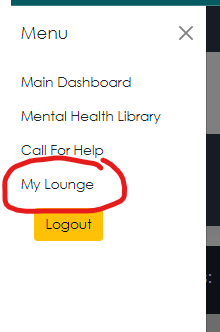 Menu
Main Dashboard
Mental Health Library
Call For Help
My Lounge
Logout